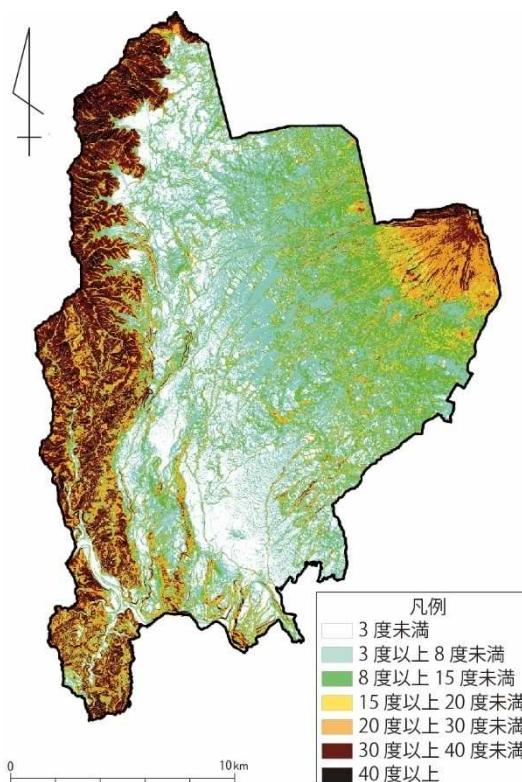 凡例
3 度未満
3 度以上 8 度未満
8 度以上 15 度未満
15 度以上 20 度未満
20 度以上 30 度未満
30 度以上 40 度未満
40 度以上
0 10km